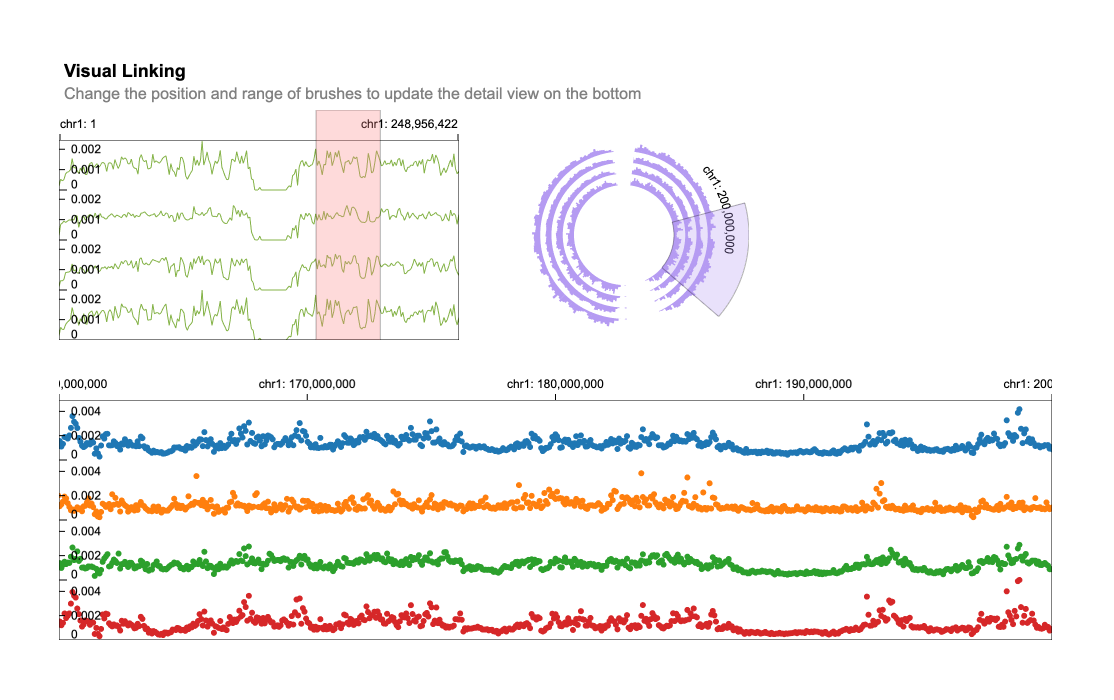 Visual Linking
Change the position and range of brushes to update the detail view on the bottom
chr1: 1
chr1: 248,956,422
0.002
0.001
0
0.002
0.001
0
0.002
0.001
0
0.002
0.001
0
chr1: 200,000,000
0,000,000
chr1: 170,000,000
chr1: 180,000,000
chr1: 190,000,000
chr1: 200
0.004
0.002
0
0.004
0.002
0
0.004
0.002
0
0.004
0.002
0